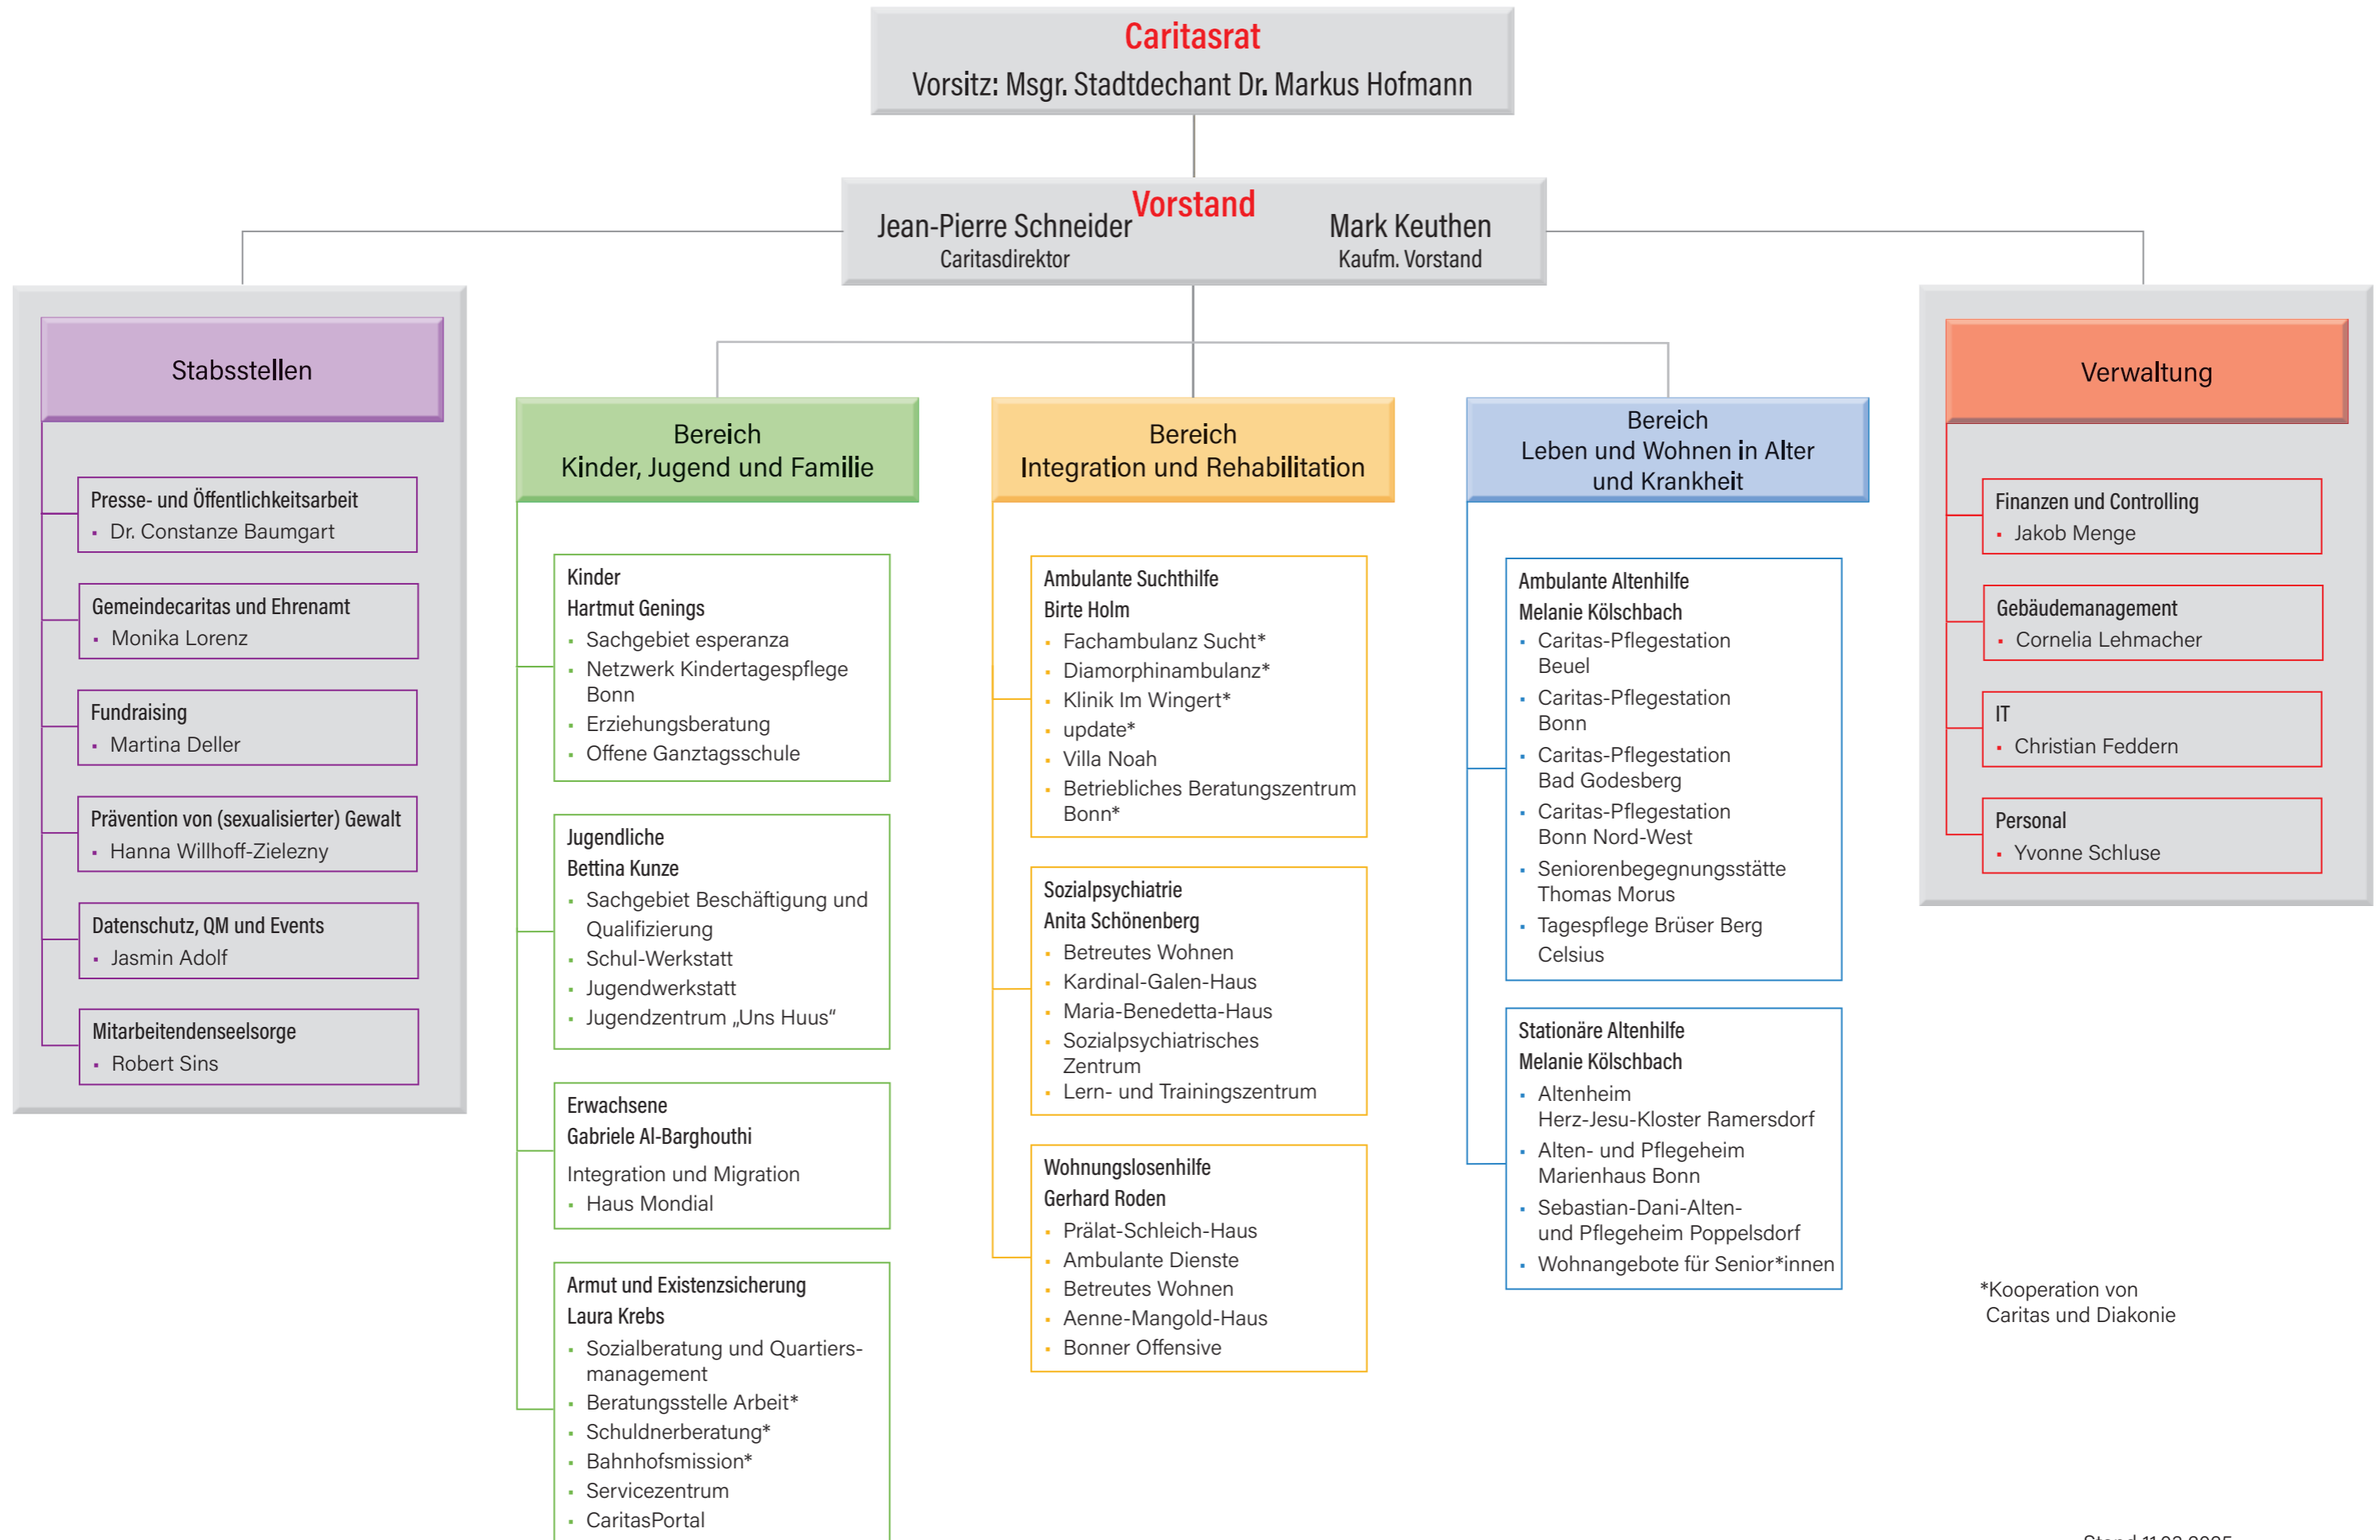 Caritasrat
Vorsitz: Msgr. Stadtdechant Dr. Markus Hofmann
Vorstand
Jean-Pierre Schneider
Caritasdirektor
Mark Keuthen
Kaufm. Vorstand
Stabsstellen
Presse- und Öffentlichkeitsarbeit
▪ Dr. Constanze Baumgart
Gemeindecaritas und Ehrenamt
▪ Monika Lorenz
Fundraising
▪ Martina Deller
Prävention von (sexualisierter) Gewalt
▪ Hanna Willhoff-Zielezny
Datenschutz, QM und Events
▪ Jasmin Adolf
Mitarbeitendenseelsorge
▪ Robert Sins
Bereich
Kinder, Jugend und Familie
Kinder
Hartmut Genings
▪ Sachgebiet esperanza
▪ Netzwerk Kindertagespflege
Bonn
▪ Erziehungsberatung
▪ Offene Ganztagsschule
Jugendliche
Bettina Kunze
▪ Sachgebiet Beschäftigung und
Qualifizierung
▪ Schul-Werkstatt
▪ Jugendwerkstatt
▪ Jugendzentrum „Uns Huus“
Erwachsene
Gabriele Al-Barghouthi
Integration und Migration
▪ Haus Mondial
Armut und Existenzsicherung
Laura Krebs
▪ Sozialberatung und Quartiers-
management
▪ Beratungsstelle Arbeit*
▪ Schuldnerberatung*
▪ Bahnhofsmission*
▪ Servicezentrum
▪ CaritasPortal
Bereich
Integration und Rehabilitation
Ambulante Suchthilfe
Birte Holm
▪ Fachambulanz Sucht*
▪ Diamorphinambulanz*
▪ Klinik Im Wingert*
▪ update*
▪ Villa Noah
▪ Betriebliches Beratungszentrum
Bonn*
Sozialpsychiatrie
Anita Schönenberg
▪ Betreutes Wohnen
▪ Kardinal-Galen-Haus
▪ Maria-Benedetta-Haus
▪ Sozialpsychiatrisches
Zentrum
▪ Lern- und Trainingszentrum
Wohnungslosenhilfe
Gerhard Roden
▪ Prälat-Schleich-Haus
▪ Ambulante Dienste
▪ Betreutes Wohnen
▪ Aenne-Mangold-Haus
▪ Bonner Offensive
Bereich
Leben und Wohnen in Alter
und Krankheit
Ambulante Altenhilfe
Melanie Kölschbach
▪ Caritas-Pflegestation
Beuel
▪ Caritas-Pflegestation
Bonn
▪ Caritas-Pflegestation
Bad Godesberg
▪ Caritas-Pflegestation
Bonn Nord-West
▪ Seniorenbegegnungsstätte
Thomas Morus
▪ Tagespflege Brüser Berg
Celsius
Stationäre Altenhilfe
Melanie Kölschbach
▪ Altenheim
Herz-Jesu-Kloster Ramersdorf
▪ Alten- und Pflegeheim
Marienhaus Bonn
▪ Sebastian-Dani-Alten-
und Pflegeheim Poppelsdorf
▪ Wohnangebote für Senior*innen
Verwaltung
Finanzen und Controlling
▪ Jakob Menge
Gebäudemanagement
▪ Cornelia Lehmacher
IT
▪ Christian Feddern
Personal
▪ Yvonne Schluse
*Kooperation von
Caritas und Diakonie